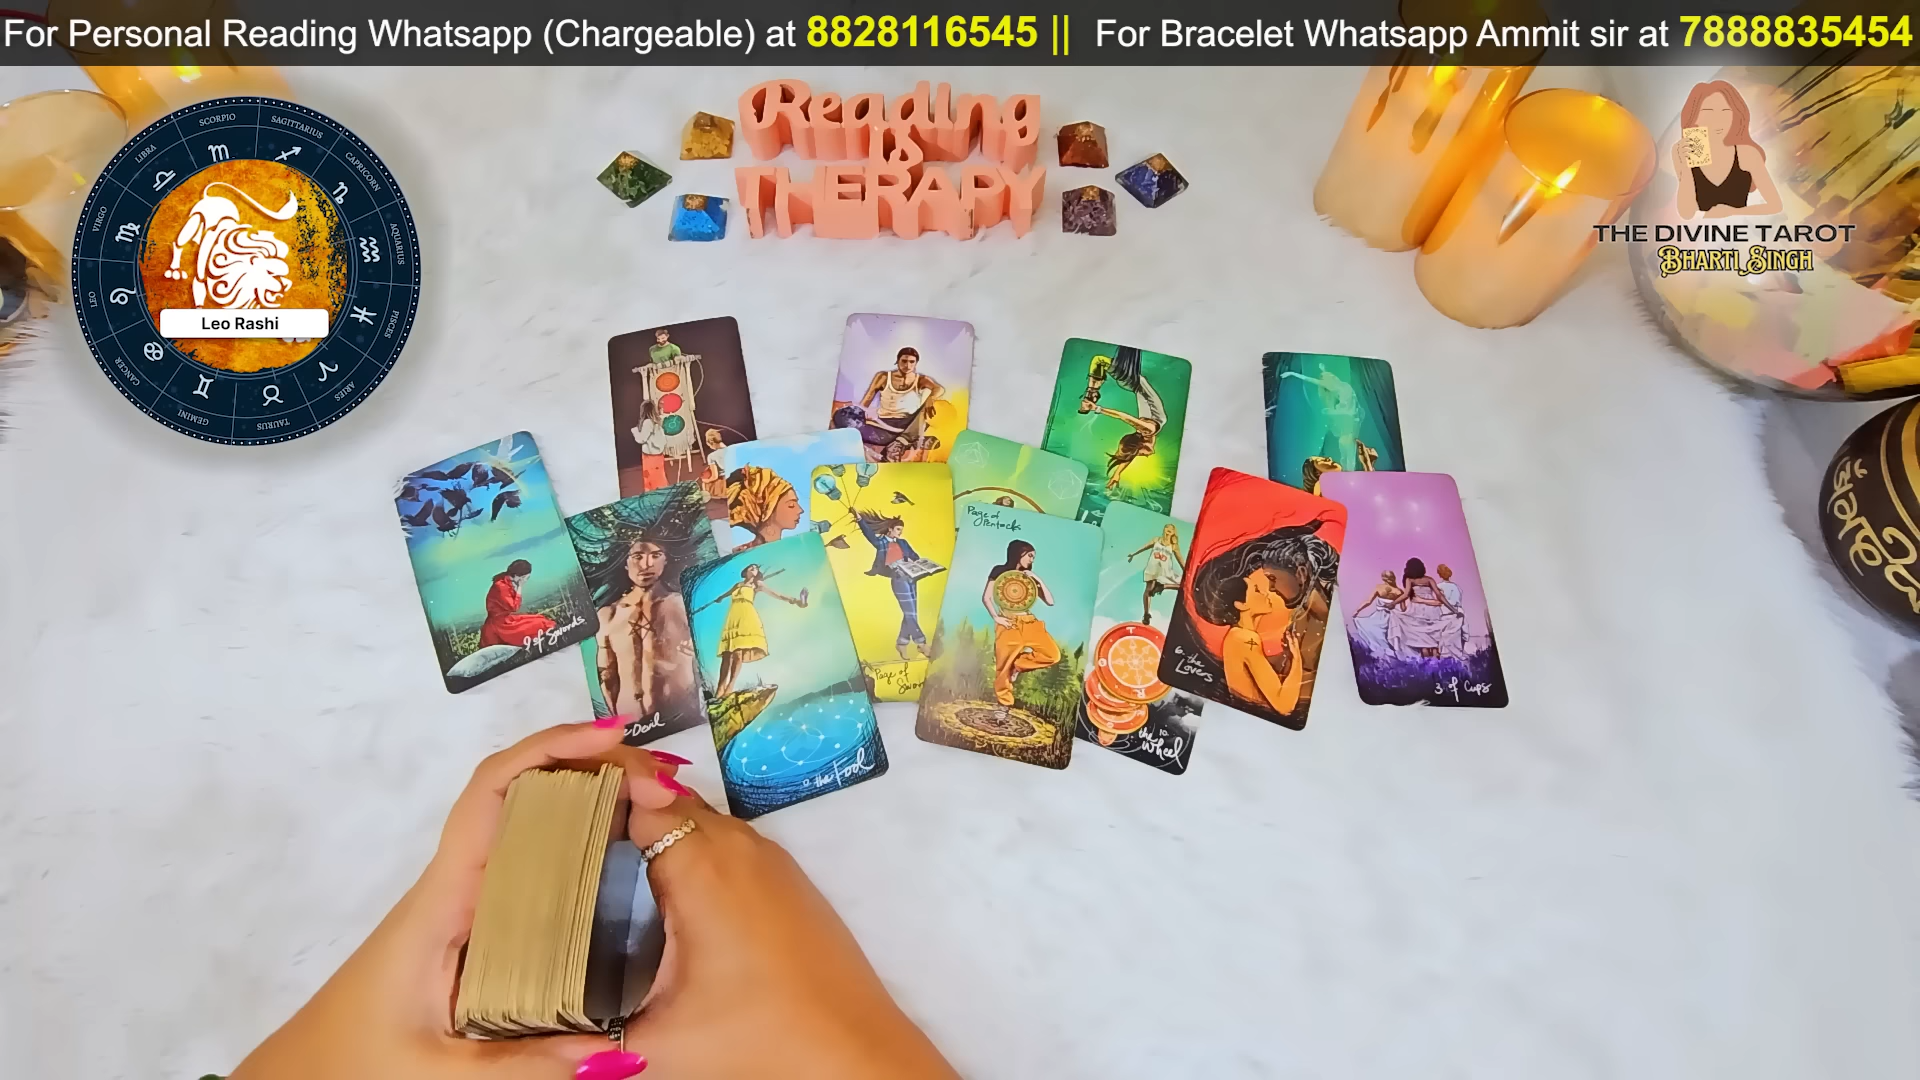 For Personal Reading Whatsapp (Chargeable) at 8828116545 || For Bracelet Whatsapp Ammit sir at 7888835454
SCORPIO
SAGITTARIUS
LIBRA
CAPRICORN
VIRGO
AQUARIUS
LEO
PISCES
CANCER
ARIES
GEMINI
TAURUS
Leo Rashi
Reading
is
THERAPY
THE DIVINE TAROT
BHARTI SINGH
Page of
Pentacles
9 of Swords
6. the
Lovers
Page of
3 of Cups
Devil
10.
the Wheel
0 the Fool